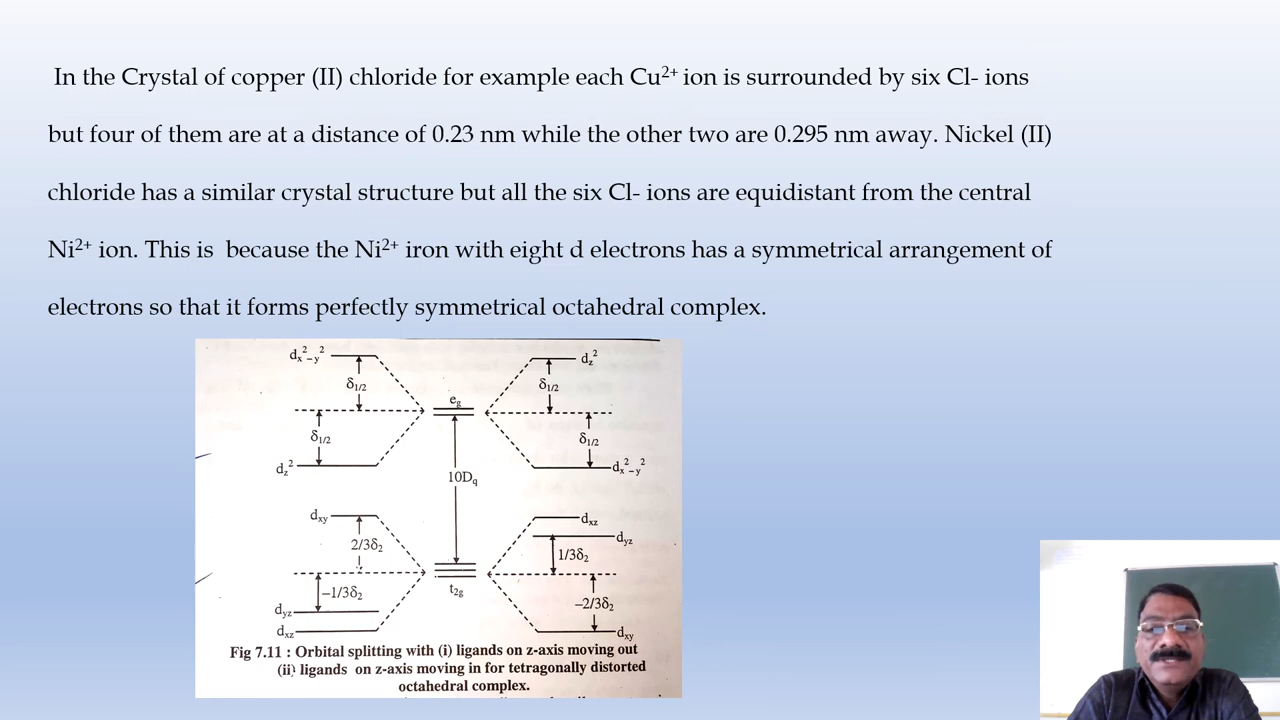 In the Crystal of copper (II) chloride for example each Cu²⁺ ion is surrounded by six Cl- ions
but four of them are at a distance of 0.23 nm while the other two are 0.295 nm away. Nickel (II)
chloride has a similar crystal structure but all the six Cl- ions are equidistant from the central
Ni²⁺ ion. This is because the Ni²⁺ iron with eight d electrons has a symmetrical arrangement of
electrons so that it forms perfectly symmetrical octahedral complex.
dx²–y²
dz²
δ1/2
δ1/2
eg
δ1/2
δ1/2
dz²
dx²–y²
10Dq
dxy
dxz
dyz
2/3δ2
1/3δ2
–1/3δ2
t2g
–2/3δ2
dyz
dxz
dxy
Fig 7.11 : Orbital splitting with (i) ligands on z-axis moving out
(ii) ligands on z-axis moving in for tetragonally distorted
octahedral complex.